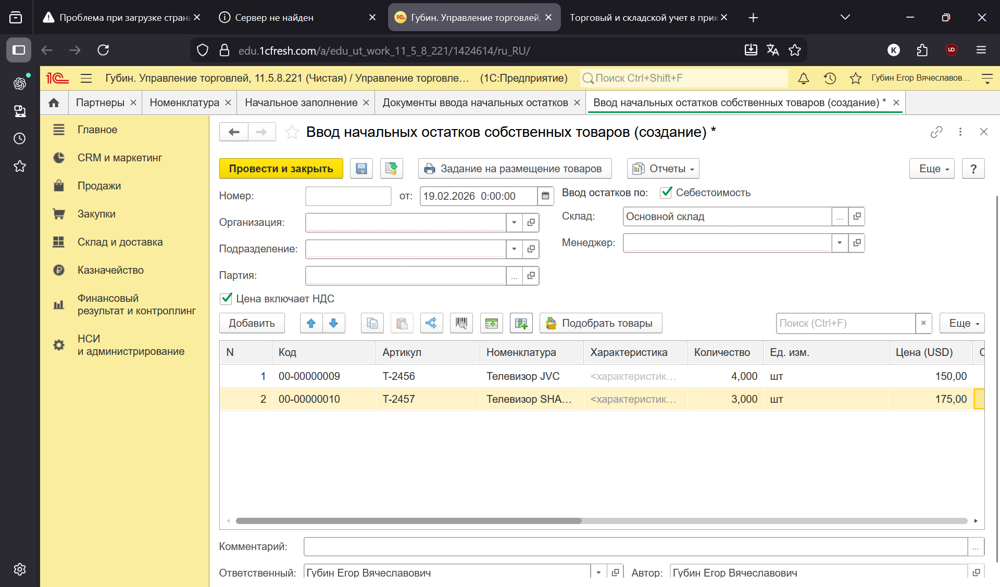 Проблема при загрузке стран
Сервер не найден
Губин. Управление торговлей,
Торговый и складской учет в прик
edu.1cfresh.com/a/edu_ut_work_11_5_8_221/1424614/ru_RU/
K
1С
Губин. Управление торговлей, 11.5.8.221 (Чистая) / Управление торговле... (1С:Предприятие)
Поиск Ctrl+Shift+F
Губин Егор Вячеславов...
Партнеры
Номенклатура
Начальное заполнение
Документы ввода начальных остатков
Ввод начальных остатков собственных товаров (создание) *
Главное
CRM и маркетинг
Продажи
Закупки
Склад и доставка
Казначейство
Финансовый
результат и контроллинг
НСИ
и администрирование
Ввод начальных остатков собственных товаров (создание) *
Провести и закрыть
Задание на размещение товаров
Отчеты
Еще
?
Номер:
от:
19.02.2026 0:00:00
Ввод остатков по:
Себестоимость
Организация:
Склад:
Основной склад
...
Подразделение:
Менеджер:
Партия:
...
Цена включает НДС
Добавить
Подобрать товары
Поиск (Ctrl+F)
×
Еще
N Код Артикул Номенклатура Характеристика Количество Ед. изм. Цена (USD) С
1 00-00000009 Т-2456 Телевизор JVC <характеристик... 4,000 шт 150,00
2 00-00000010 Т-2457 Телевизор SHA... <характеристик... 3,000 шт 175,00
Комментарий:
...
Ответственный:
Губин Егор Вячеславович
Автор:
Губин Егор Вячеславович